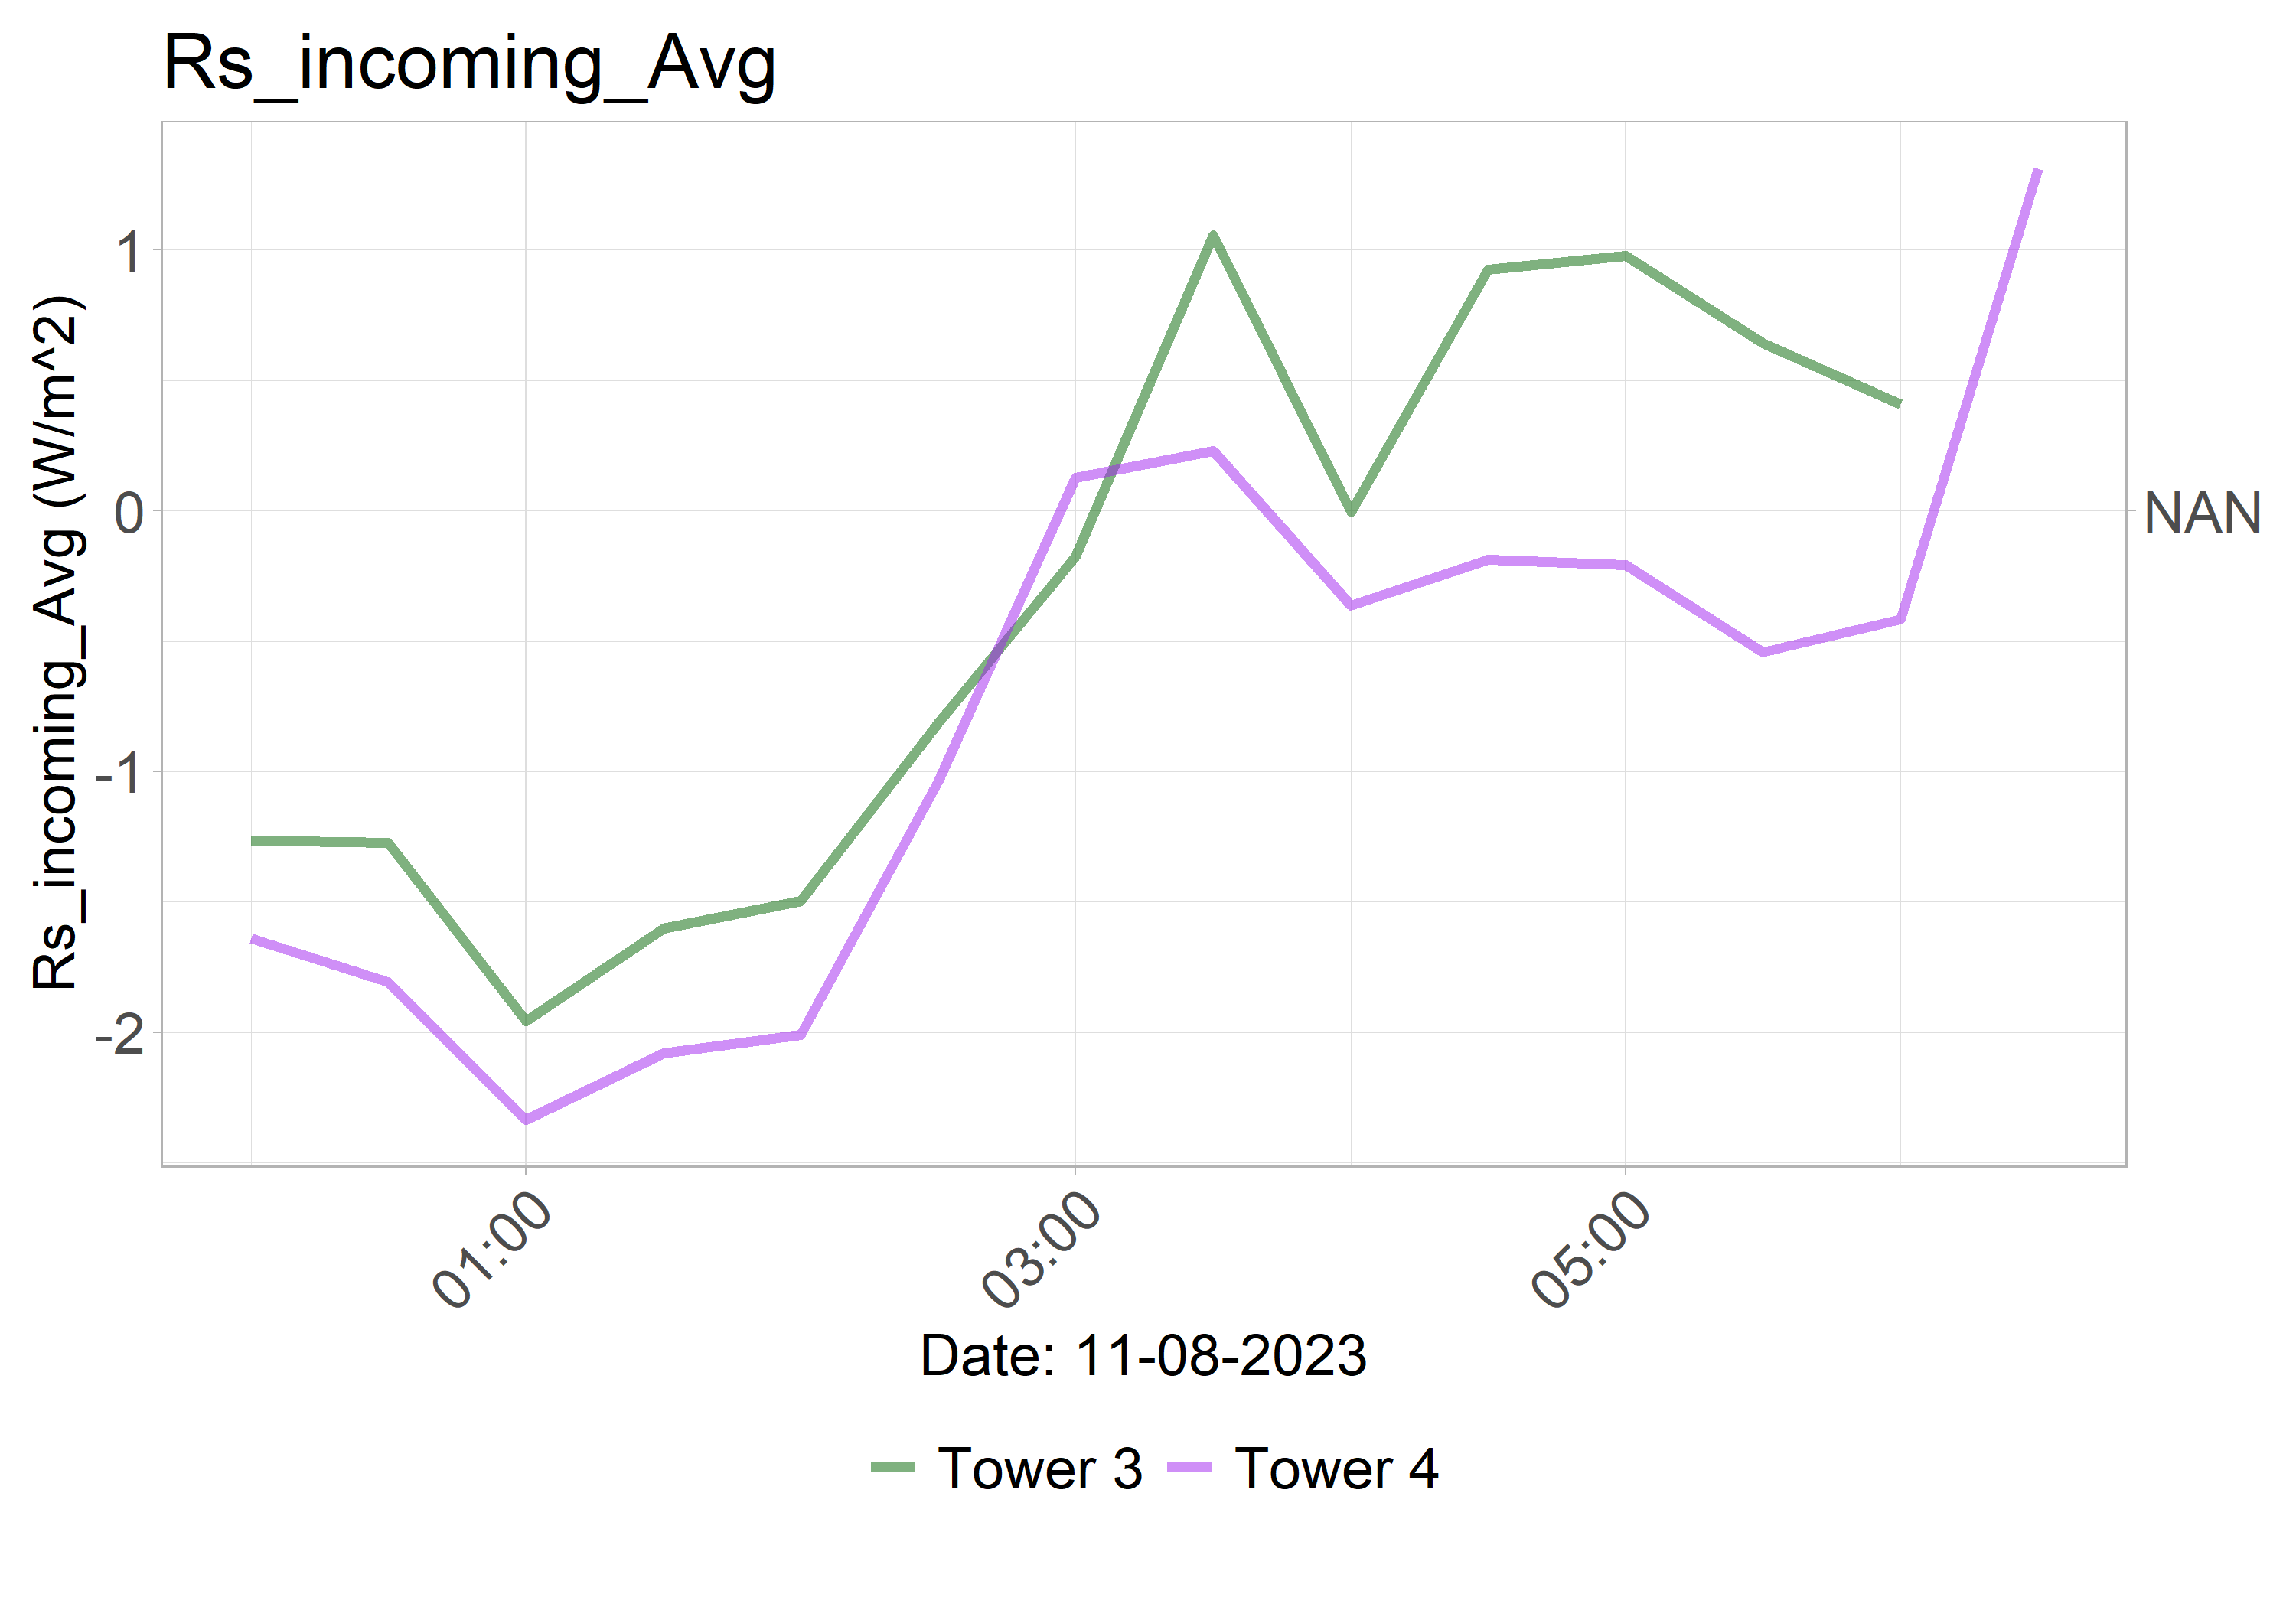 Rs_incoming_Avg
Rs_incoming_Avg (W/m^2)
1
0
-1
-2
NAN
01:00
03:00
05:00
Date: 11-08-2023
Tower 3
Tower 4